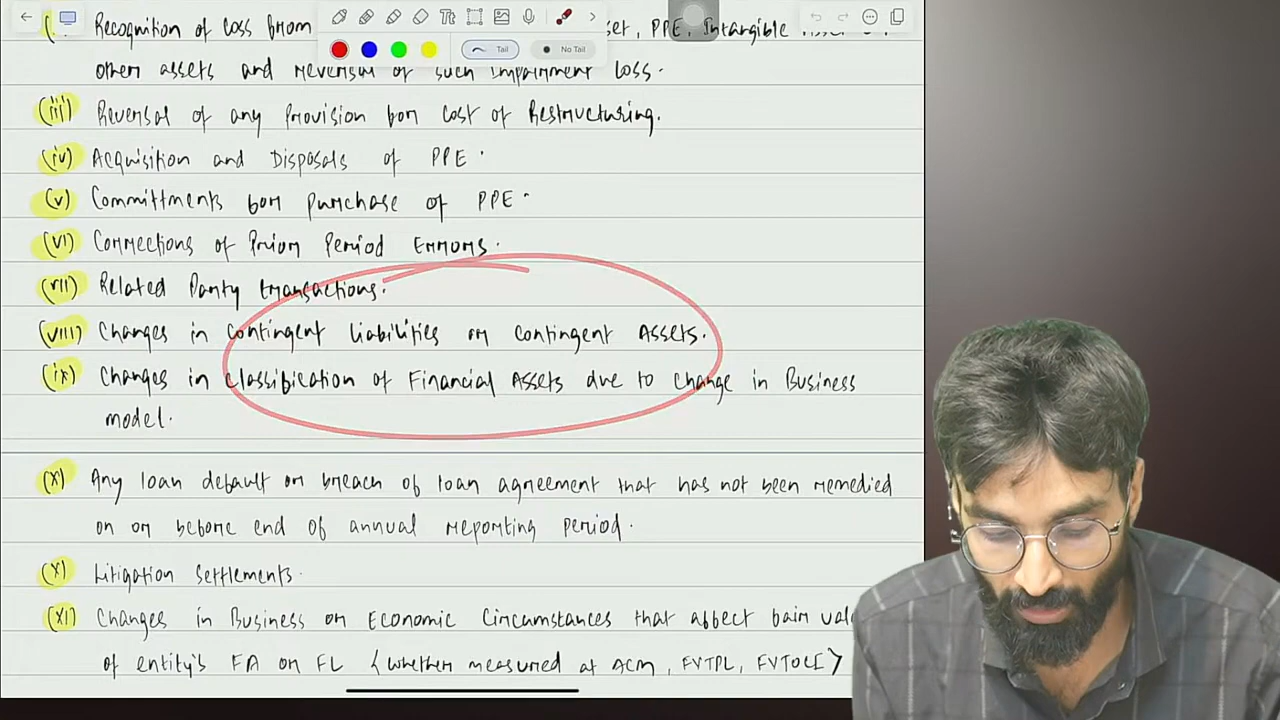 Recognition of loss from set, PPE, Intangible
other assets and reversal of such impairment loss.
Tail No Tail
(iii) Reversal of any Provision for cost of Restructuring.
(iv) Acquisition and Disposals of PPE.
(v) Committments for purchase of PPE.
(vi) Corrections of Prior Period Errors.
(vii) Related Party transactions.
(viii) Changes in contingent liabilities or contingent Assets.
(ix) Changes in classification of Financial Assets due to change in Business
model.
(x) Any loan default or breach of loan agreement that has not been remedied
on or before end of annual reporting period.
(x) Litigation Settlements.
(xi) Changes in Business or Economic Circumstances that affect fair
of entity's FA or FL {whether measured at ACM, FVTPL, FVTOCI}